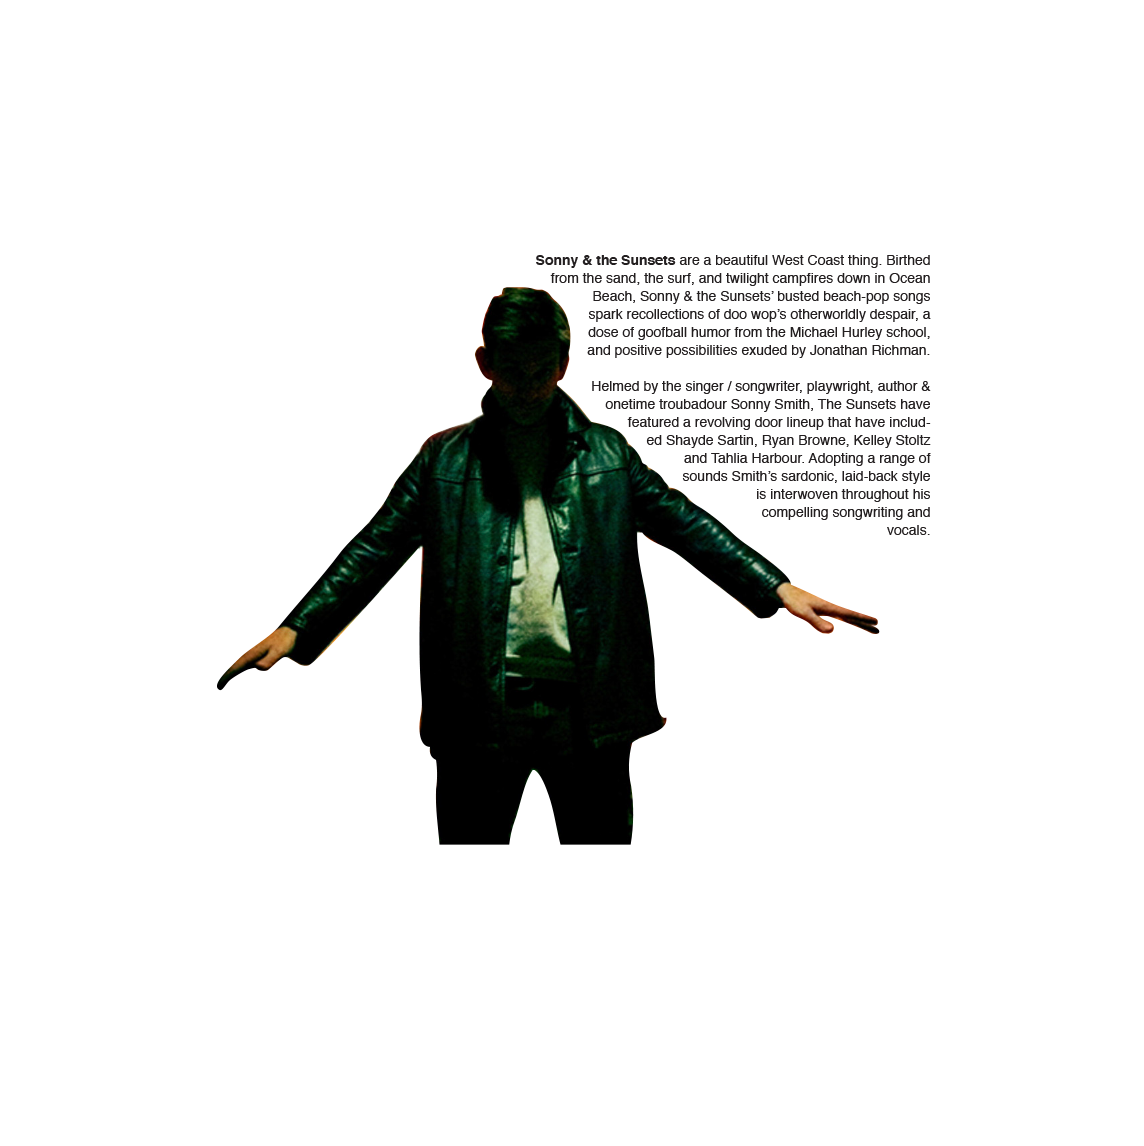 Sonny & the Sunsets are a beautiful West Coast thing. Birthed
from the sand, the surf, and twilight campfires down in Ocean
Beach, Sonny & the Sunsets’ busted beach-pop songs
spark recollections of doo wop’s otherworldly despair, a
dose of goofball humor from the Michael Hurley school,
and positive possibilities exuded by Jonathan Richman.
Helmed by the singer / songwriter, playwright, author &
onetime troubadour Sonny Smith, The Sunsets have
featured a revolving door lineup that have includ-
ed Shayde Sartin, Ryan Browne, Kelley Stoltz
and Tahlia Harbour. Adopting a range of
sounds Smith’s sardonic, laid-back style
is interwoven throughout his
compelling songwriting and
vocals.